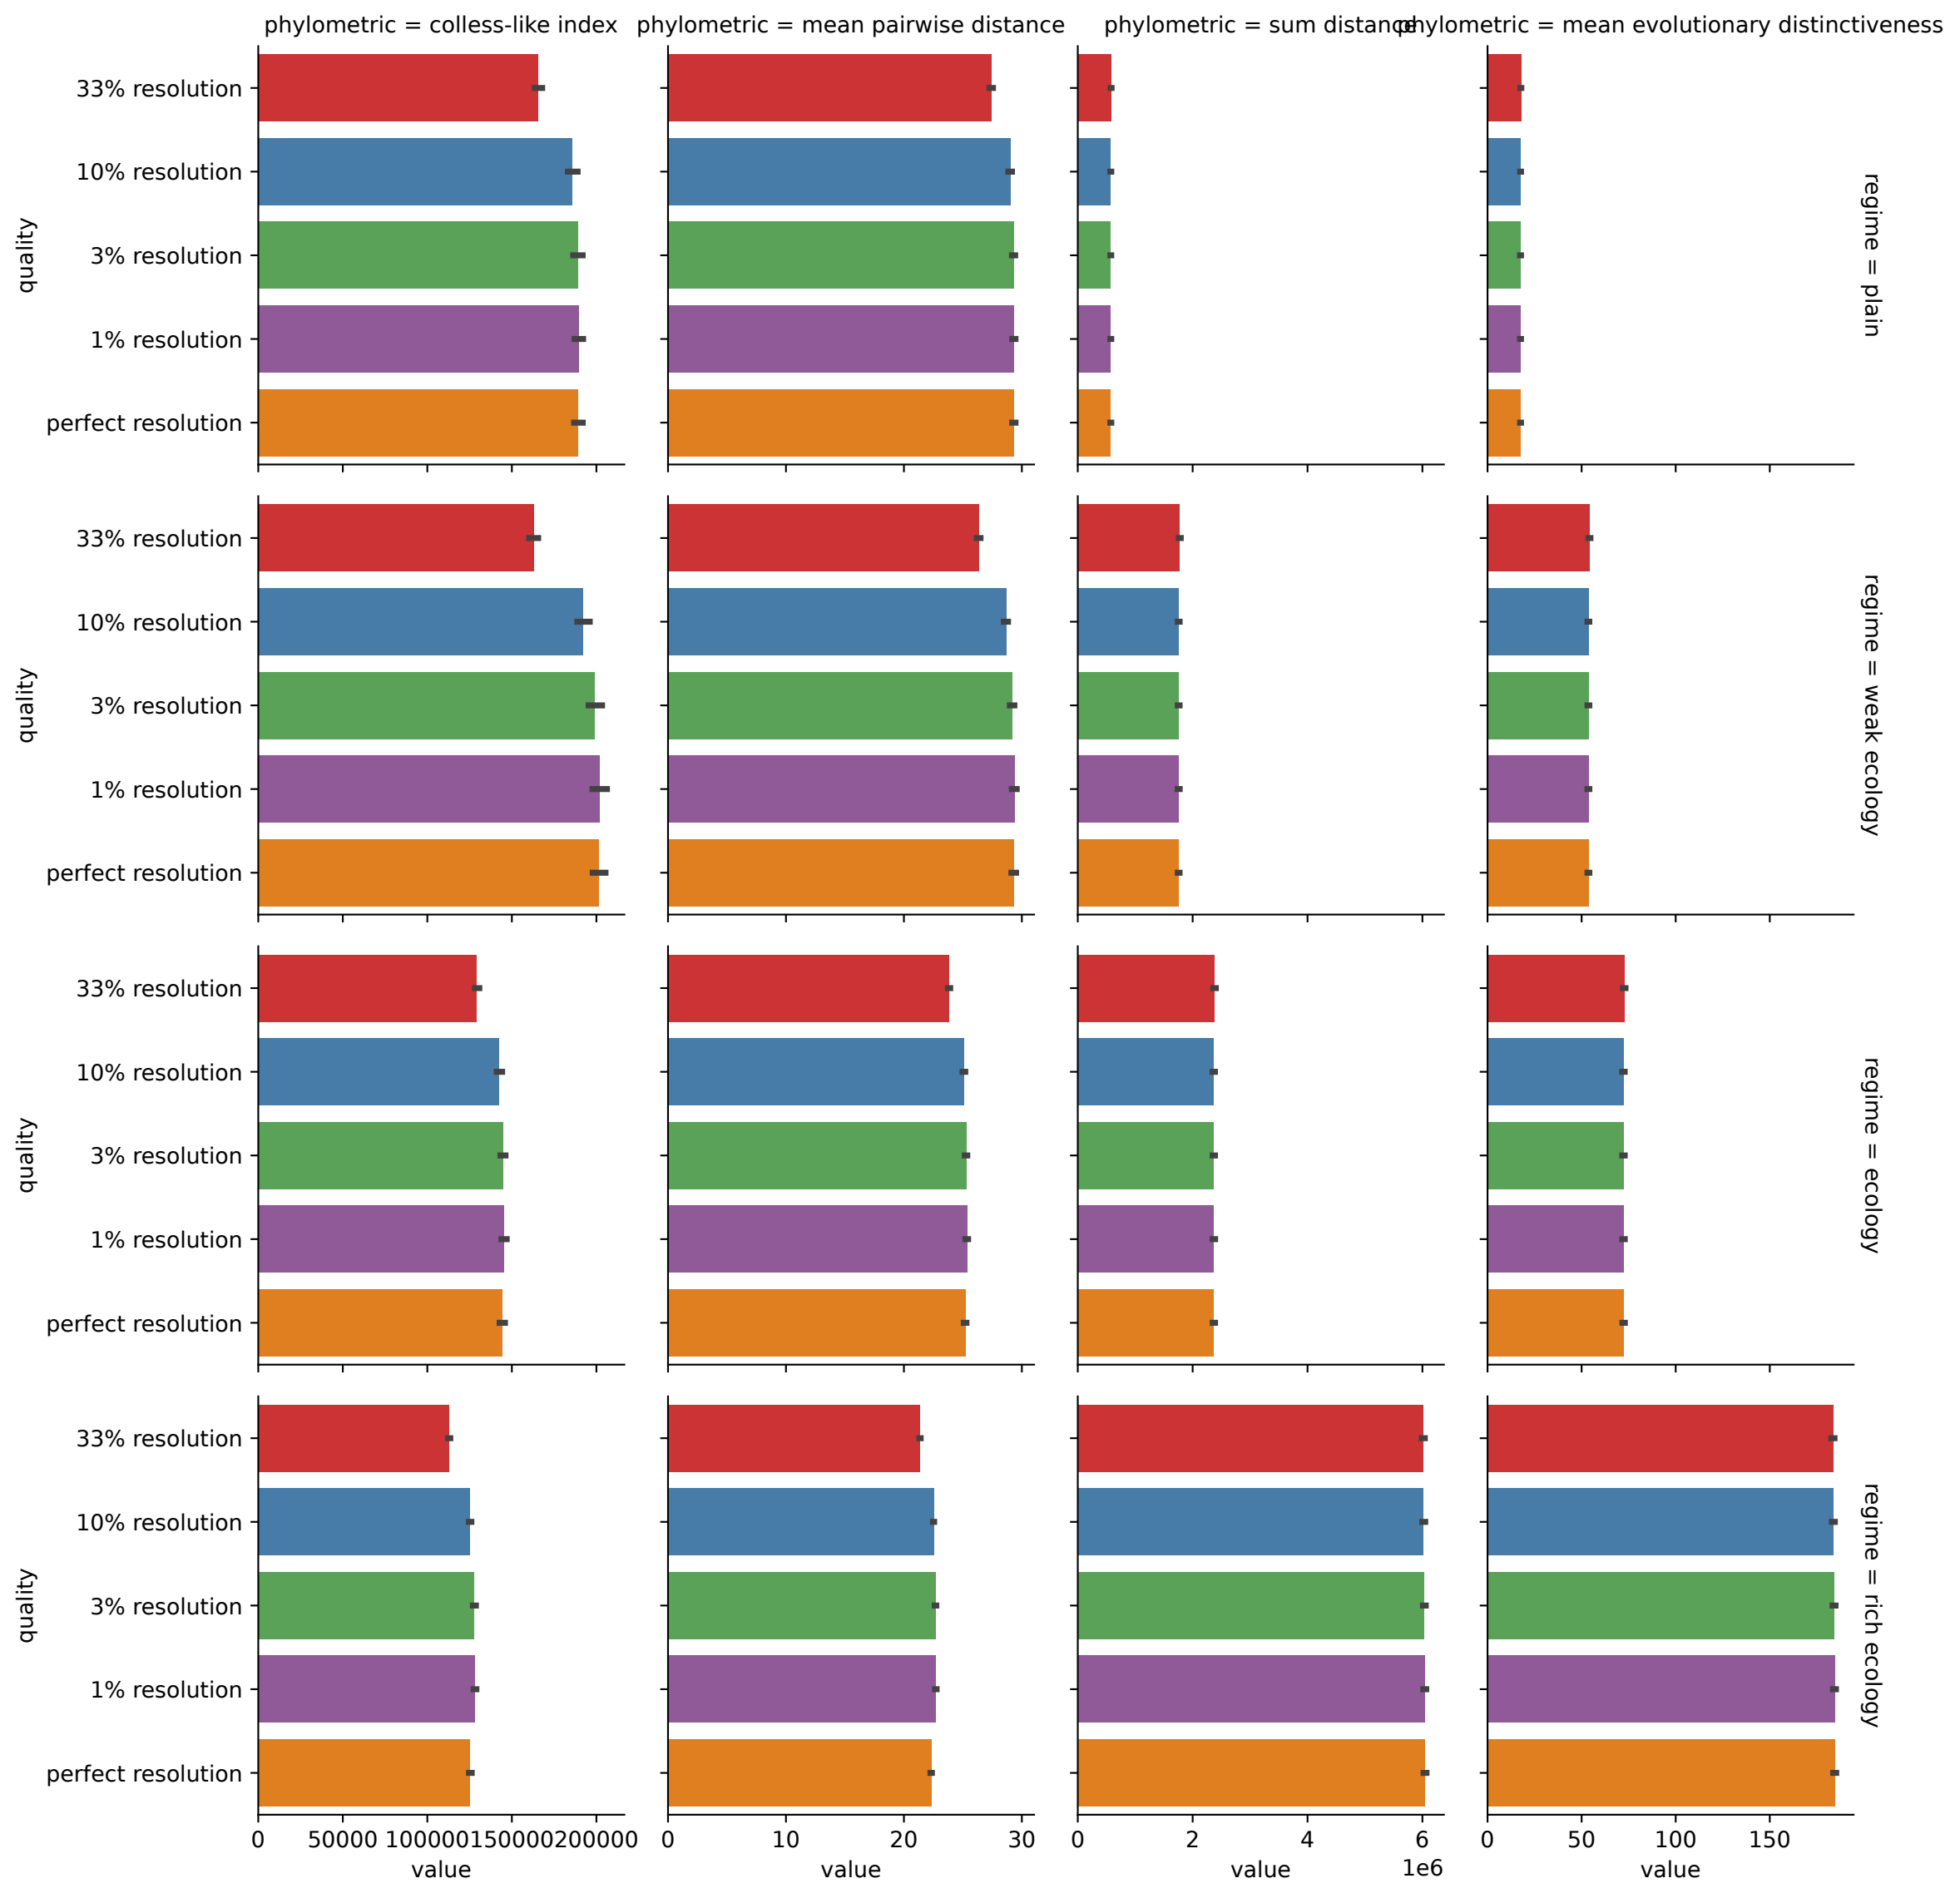 phylometric = colless-like index
phylometric = mean pairwise distance
phylometric = sum distance
phylometric = mean evolutionary distinctiveness
quality
33% resolution
10% resolution
3% resolution
1% resolution
perfect resolution
regime = plain
quality
33% resolution
10% resolution
3% resolution
1% resolution
perfect resolution
regime = weak ecology
quality
33% resolution
10% resolution
3% resolution
1% resolution
perfect resolution
regime = ecology
quality
33% resolution
10% resolution
3% resolution
1% resolution
perfect resolution
regime = rich ecology
0 50000 100000 150000 200000
value
0 10 20 30
value
0 2 4 6
1e6
value
0 50 100 150
value